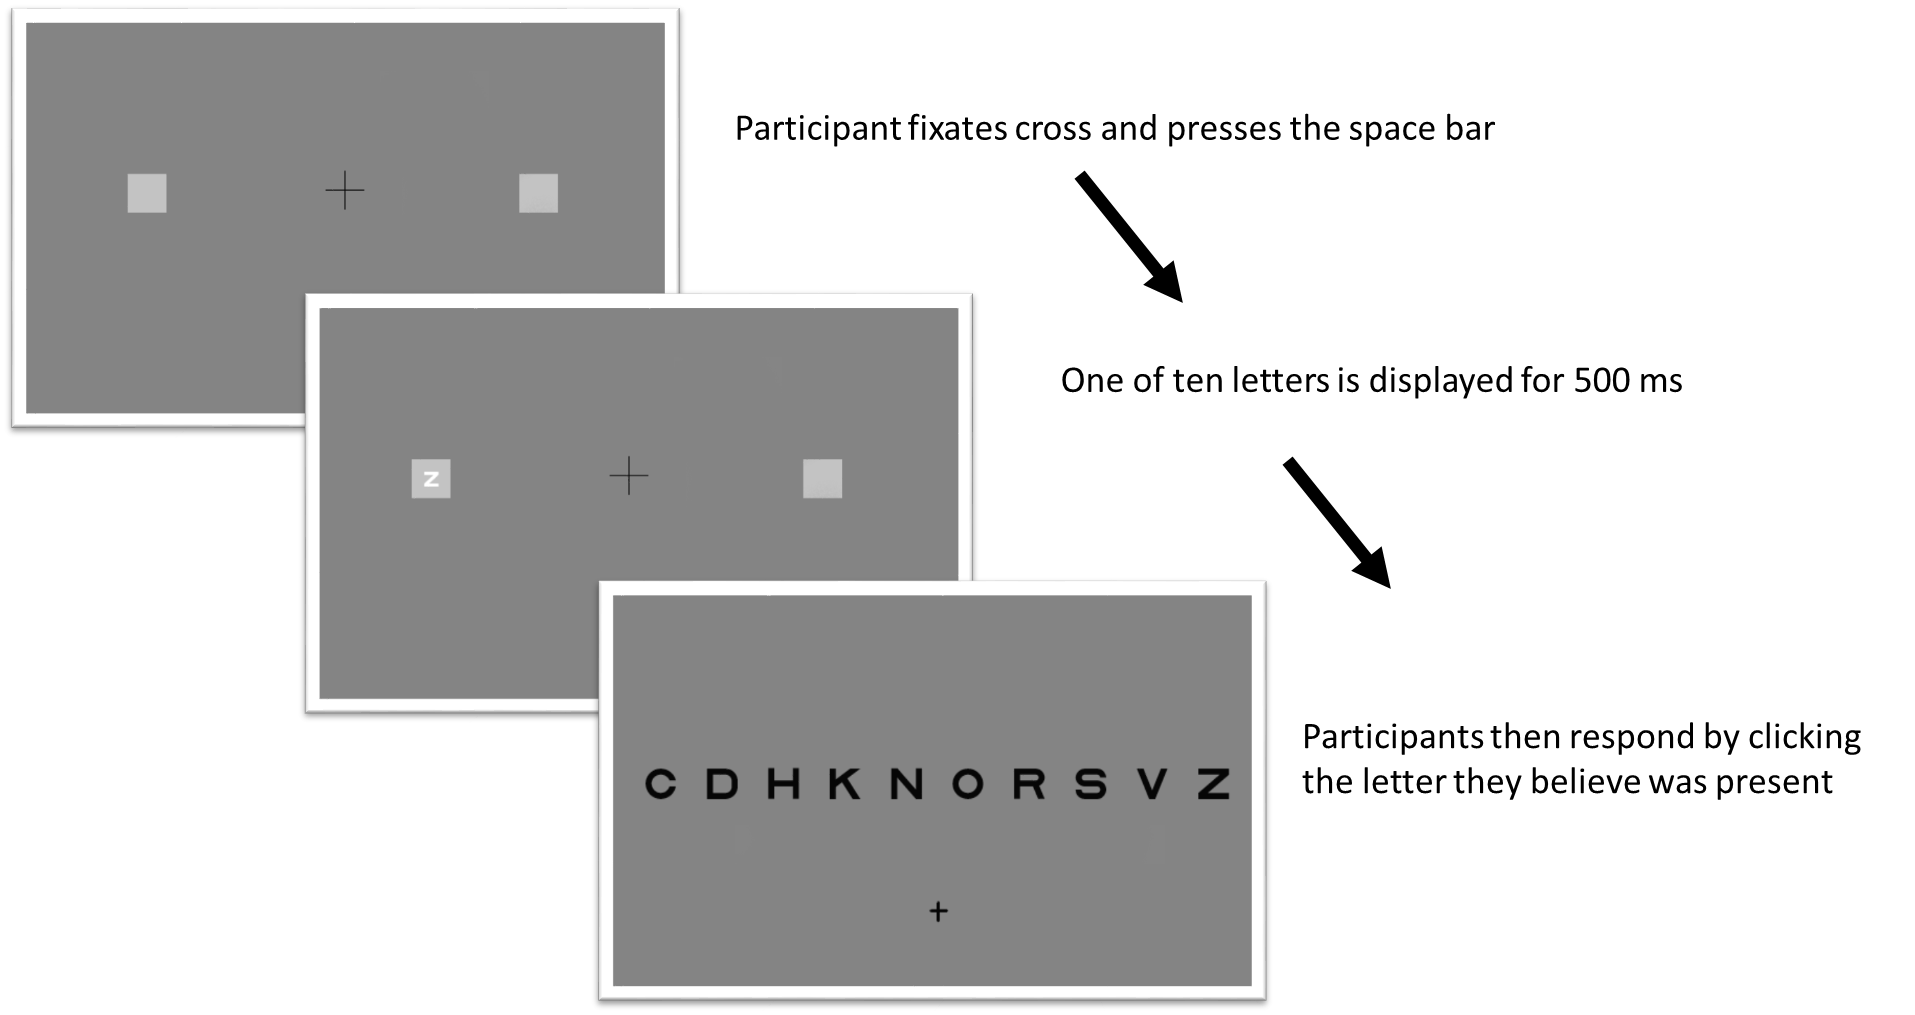 Participant fixates cross and presses the space bar
One of ten letters is displayed for 500 ms
Z
C D H K N O R S V Z
Participants then respond by clicking
the letter they believe was present